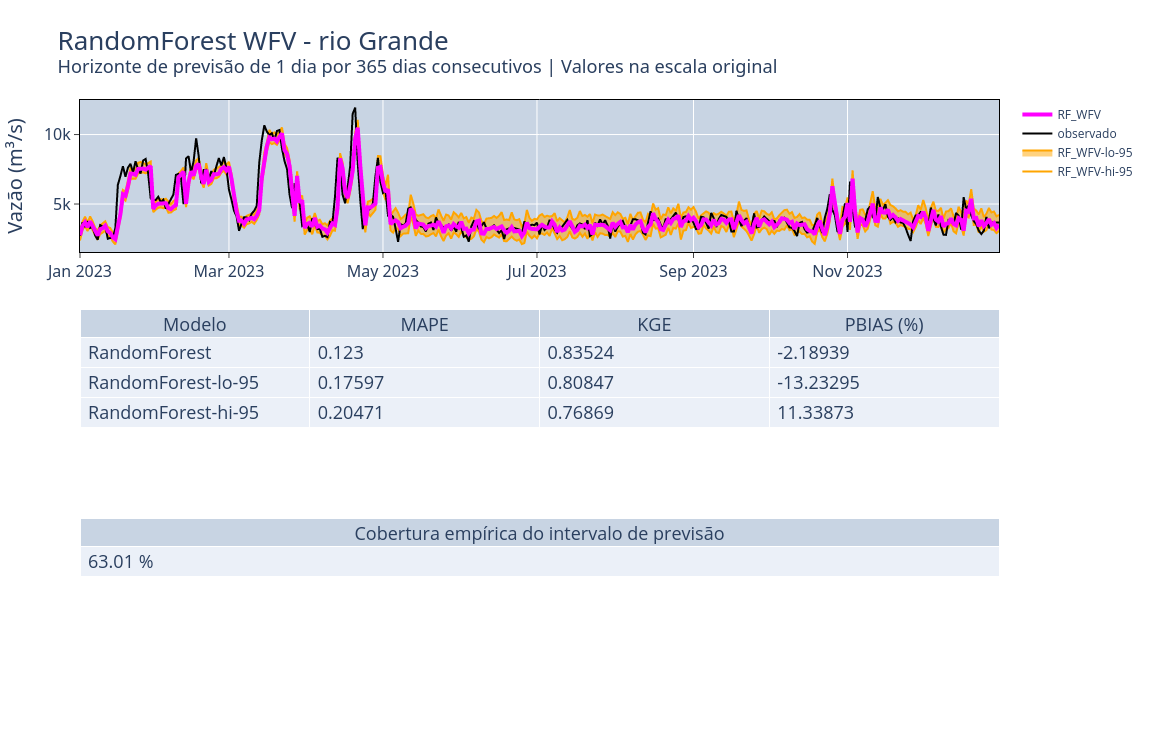 RandomForest WFV - rio Grande
Horizonte de previsão de 1 dia por 365 dias consecutivos | Valores na escala original
Vazão (m³/s)
10k
5k
Jan 2023 Mar 2023 May 2023 Jul 2023 Sep 2023 Nov 2023
RF_WFV
observado
RF_WFV-lo-95
RF_WFV-hi-95
Modelo MAPE KGE PBIAS (%)
RandomForest 0.123 0.83524 -2.18939
RandomForest-lo-95 0.17597 0.80847 -13.23295
RandomForest-hi-95 0.20471 0.76869 11.33873
Cobertura empírica do intervalo de previsão
63.01 %